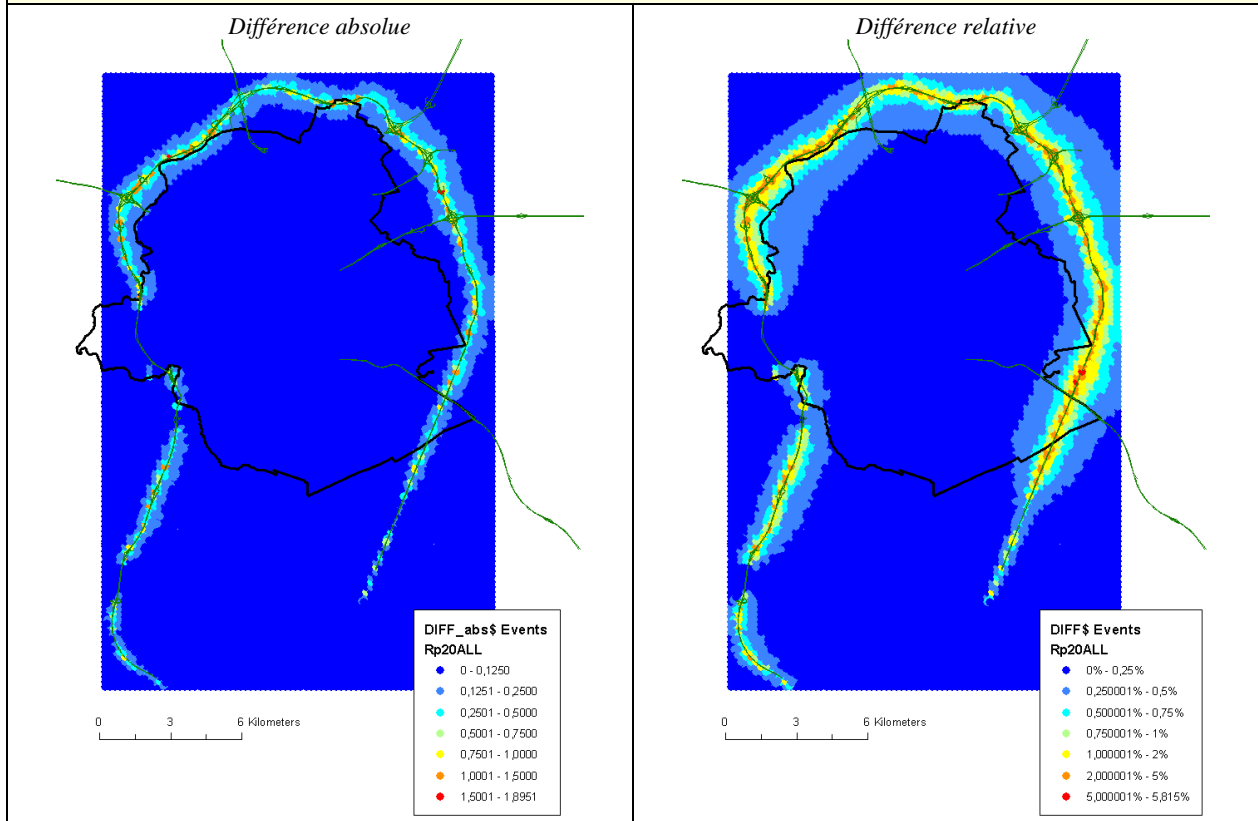 Différence absolue
DIFF_abs$ Events
Rp20ALL
0 - 0,1250
0,1251 - 0,2500
0,2501 - 0,5000
0,5001 - 0,7500
0,7501 - 1,0000
1,0001 - 1,5000
1,5001 - 1,8951
0 3 6 Kilometers
Différence relative
DIFF$ Events
Rp20ALL
0% - 0,25%
0,250001% - 0,5%
0,500001% - 0,75%
0,750001% - 1%
1,000001% - 2%
2,000001% - 5%
5,000001% - 5,815%
0 3 6 Kilometers